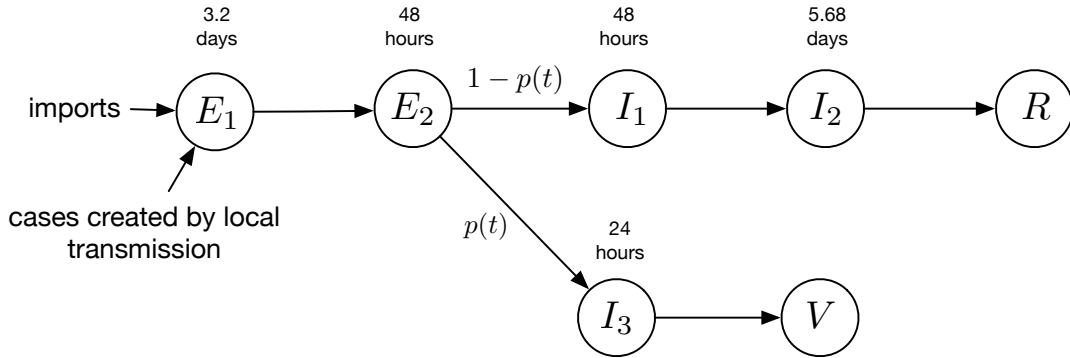 3.2
days
48
hours
48
hours
5.68
days
imports
E₁
E₂
1 − p(t)
I₁
I₂
R
cases created by local
transmission
p(t)
24
hours
I₃
V